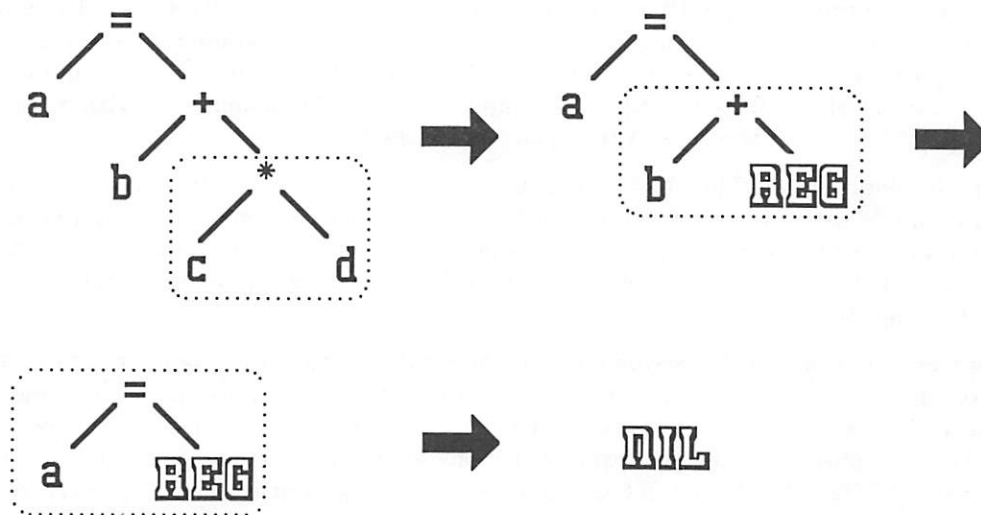 = =
a + a +
b * b REG
c d
=
a REG NIL